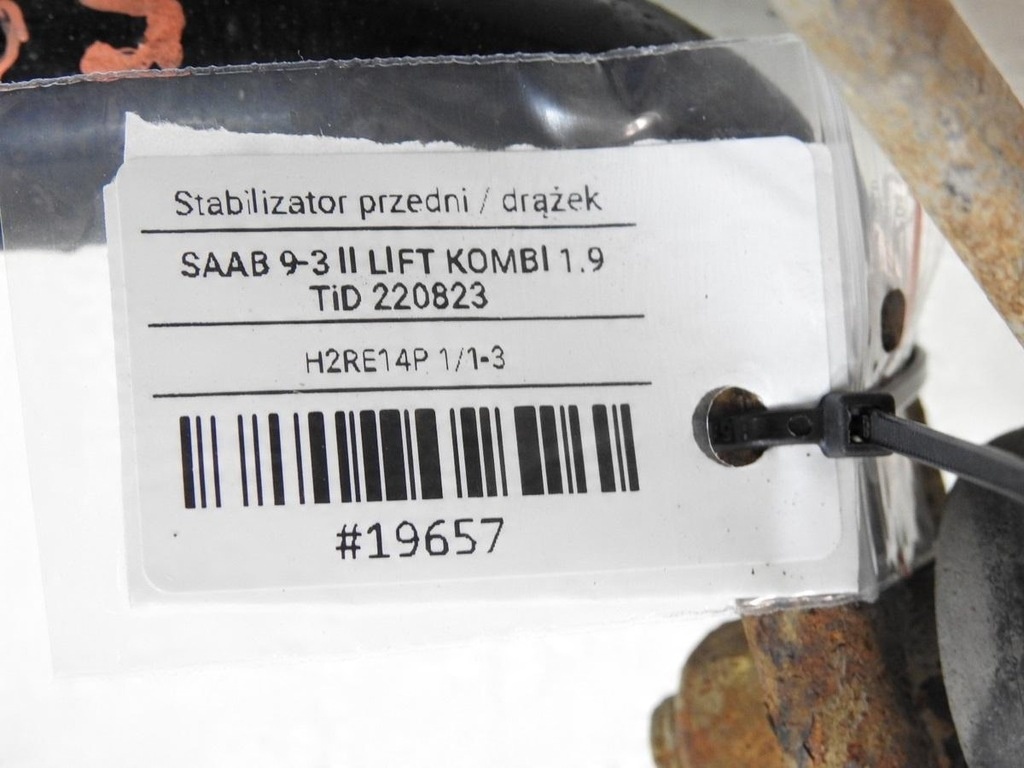 Stabilizator przedni / drążek
SAAB 9-3 II LIFT KOMBI 1.9
TiD 220823
H2RE14P 1/1-3
#19657